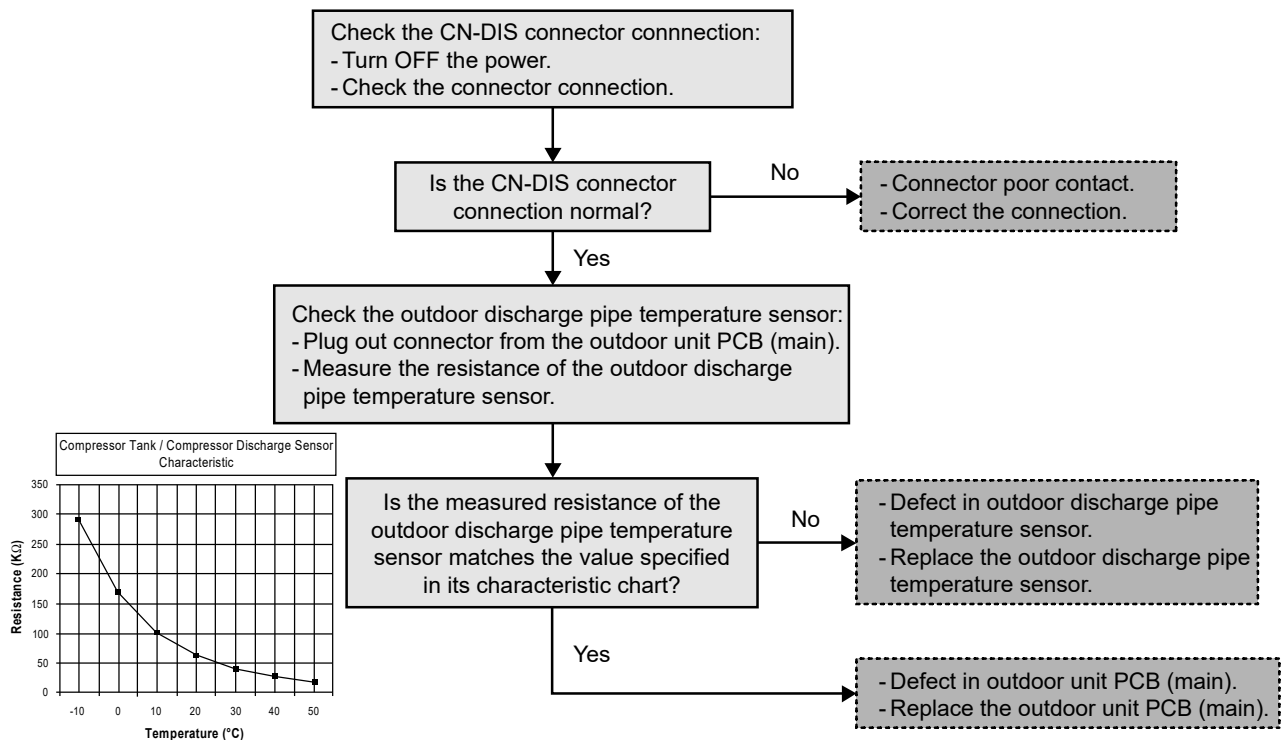 Check the CN-DIS connector connnection:
- Turn OFF the power.
- Check the connector connection.
Is the CN-DIS connector
connection normal?
No
- Connector poor contact.
- Correct the connection.
Yes
Check the outdoor discharge pipe temperature sensor:
- Plug out connector from the outdoor unit PCB (main).
- Measure the resistance of the outdoor discharge
pipe temperature sensor.
Compressor Tank / Compressor Discharge Sensor
Characteristic
Resistance (KΩ)
350
300
250
200
150
100
50
0
-10 0 10 20 30 40 50
Temperature (°C)
Is the measured resistance of the
outdoor discharge pipe temperature
sensor matches the value specified
in its characteristic chart?
No
- Defect in outdoor discharge pipe
temperature sensor.
- Replace the outdoor discharge pipe
temperature sensor.
Yes
- Defect in outdoor unit PCB (main).
- Replace the outdoor unit PCB (main).